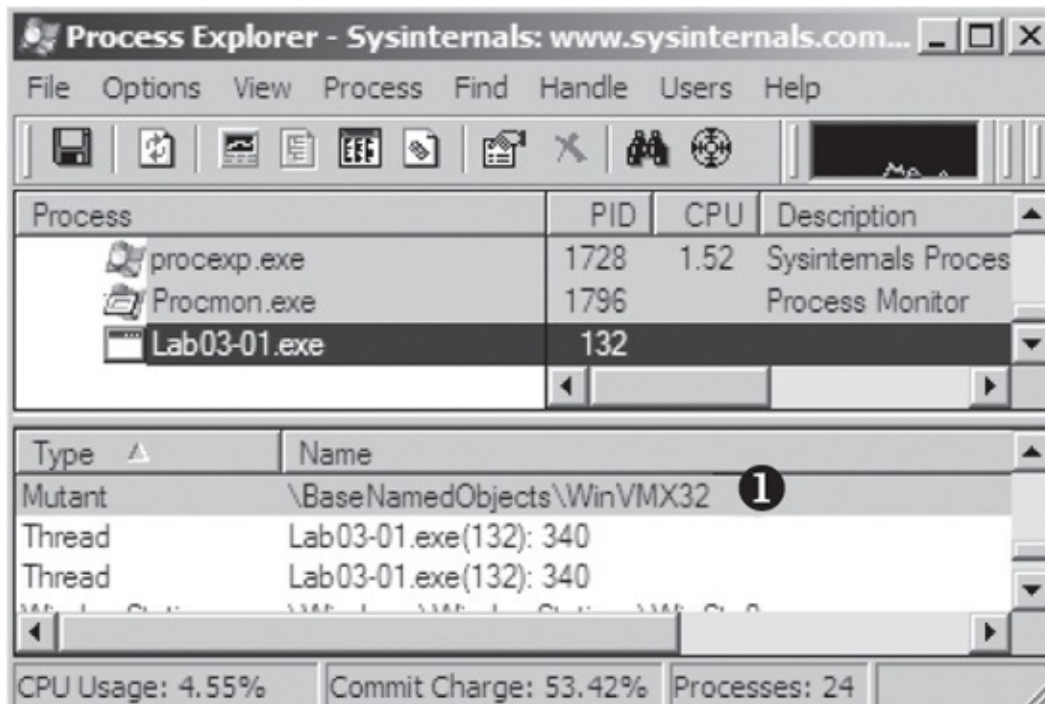 Process Explorer - Sysinternals: www.sysinternals.com...
File Options View Process Find Handle Users Help
Process PID CPU Description
procexp.exe 1728 1.52 Sysinternals Proces
Procmon.exe 1796 Process Monitor
Lab03-01.exe 132
Type Name
Mutant \BaseNamedObjects\WinVMX32 1
Thread Lab03-01.exe(132): 340
Thread Lab03-01.exe(132): 340
CPU Usage: 4.55% Commit Charge: 53.42% Processes: 24